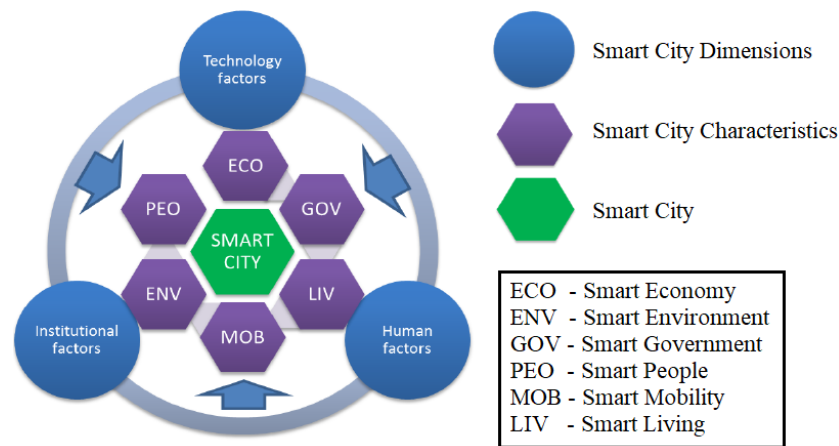 Technology
factors
ECO
PEO
GOV
SMART
CITY
ENV
LIV
MOB
Institutional
factors
Human
factors
Smart City Dimensions
Smart City Characteristics
Smart City
ECO - Smart Economy
ENV - Smart Environment
GOV - Smart Government
PEO - Smart People
MOB - Smart Mobility
LIV - Smart Living